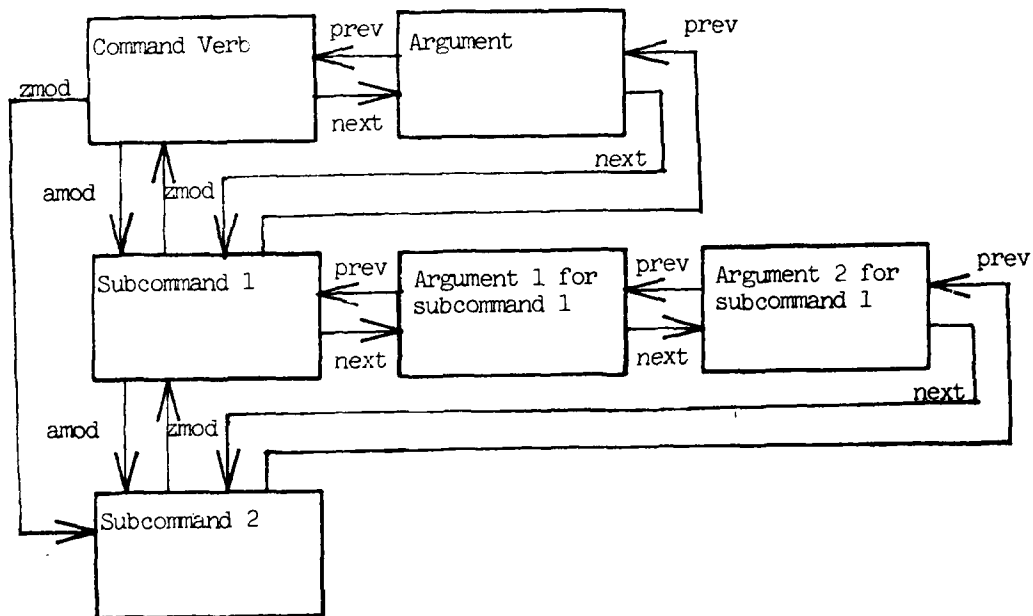 prev
prev
Command Verb
Argument
zmod
next
next
amod
zmod
prev
prev
prev
Subcommand 1
Argument 1 for
subcommand 1
Argument 2 for
subcommand 1
next
next
next
amod
zmod
Subcommand 2